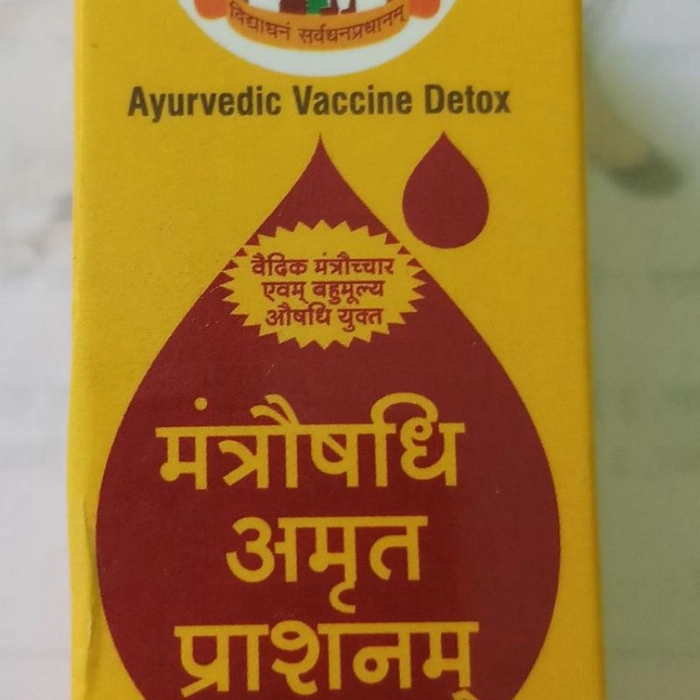 विद्याधनं सर्वधनप्रधानम्
Ayurvedic Vaccine Detox
वैदिक मंत्रौच्चार
एवम् बहुमूल्य
औषधि युक्त
मंत्रौषधि
अमृत
प्राशनम्